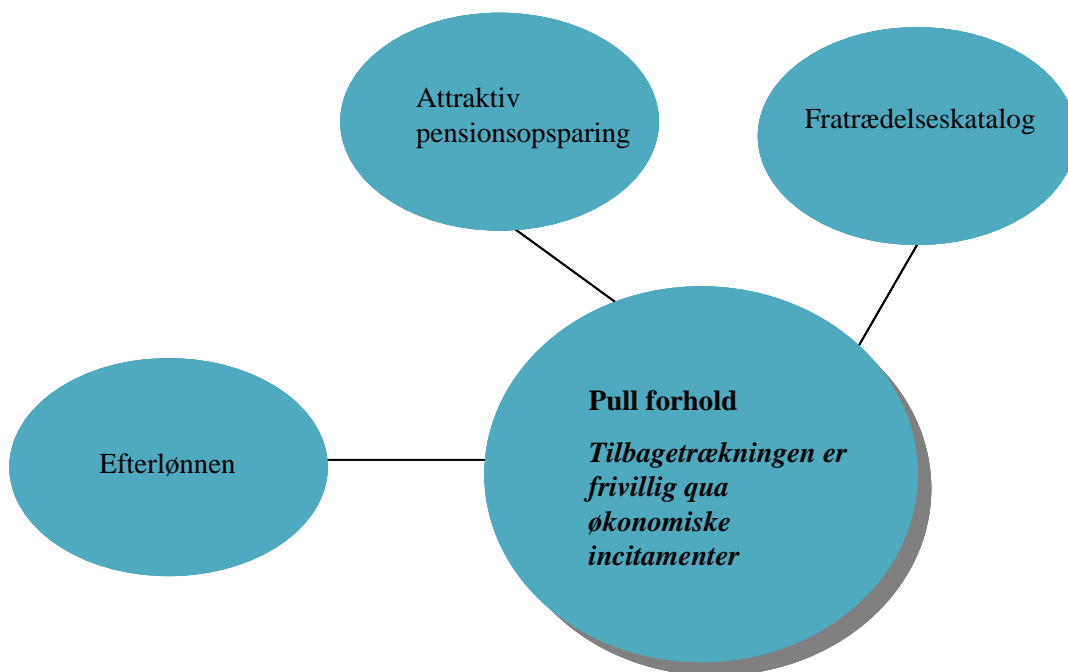 Attraktiv
pensionsopsparing
Fratrædelseskatalog
Efterlønnen
Pull forhold
Tilbagetrækningen er
frivillig qua
økonomiske
incitamenter